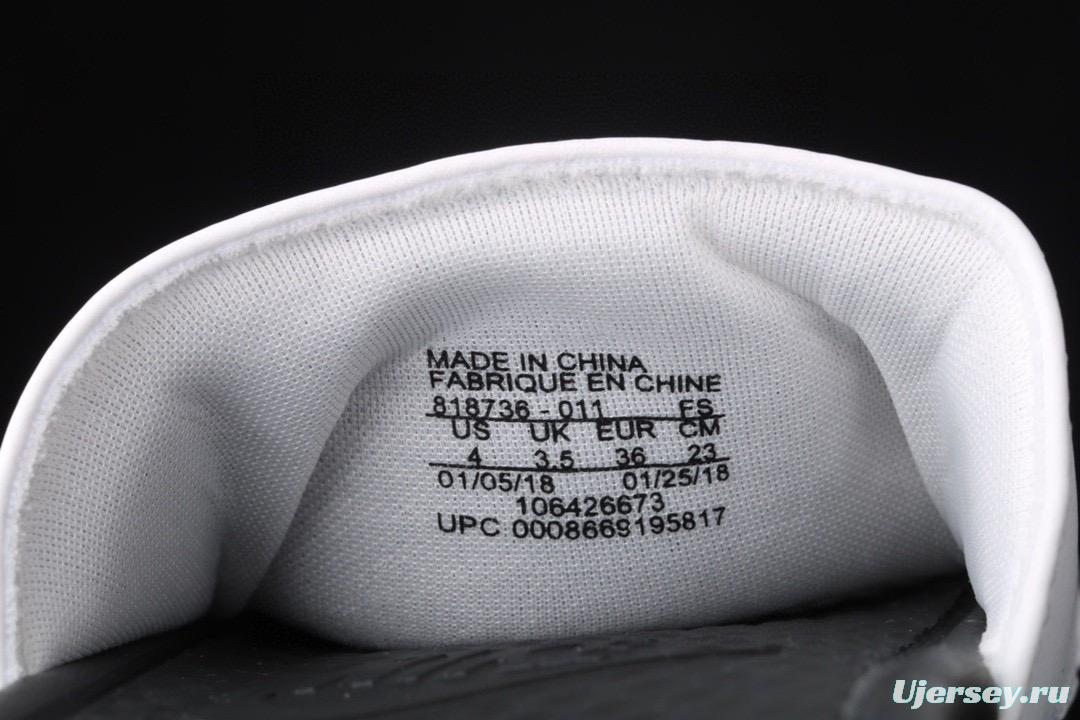 MADE IN CHINA
FABRIQUE EN CHINE
818736 - 011 FS
US UK EUR CM
4 3.5 36 23
01/05/18 01/25/18
106426673
UPC 0008669195817
Ujersey.ru